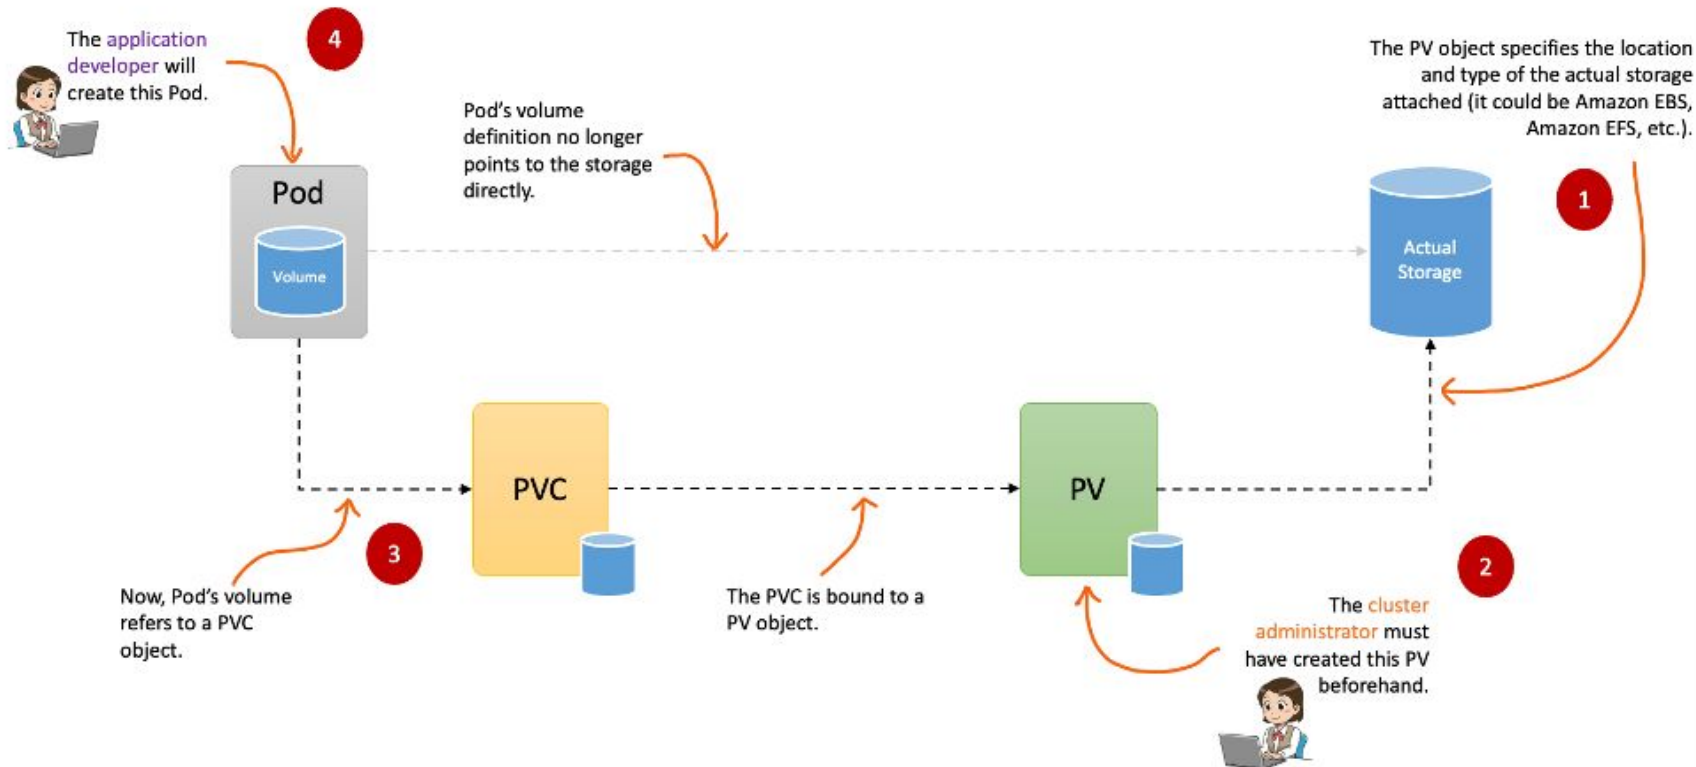 The application
developer will
create this Pod.
4
Pod's volume
definition no longer
points to the storage
directly.
The PV object specifies the location
and type of the actual storage
attached (it could be Amazon EBS,
Amazon EFS, etc.).
1
Pod
Volume
Actual
Storage
PVC
PV
3
Now, Pod's volume
refers to a PVC
object.
The PVC is bound to a
PV object.
2
The cluster
administrator must
have created this PV
beforehand.